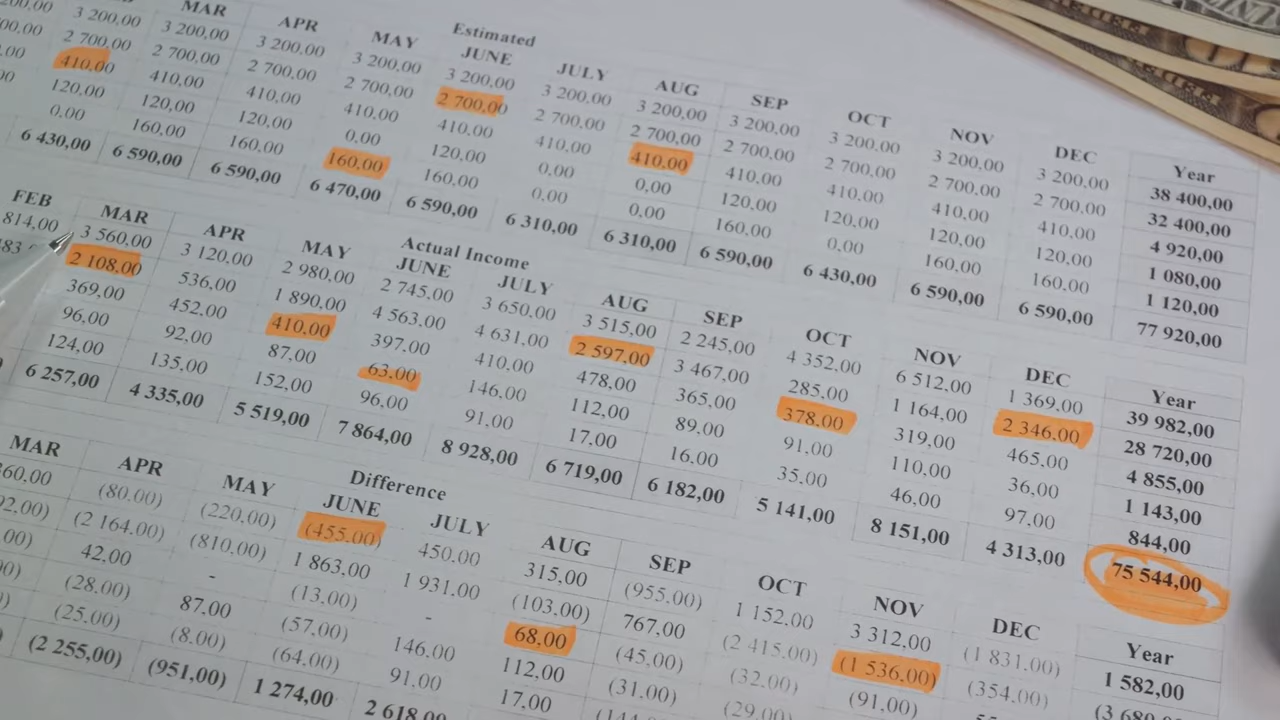 Estimated
MAR APR MAY JUNE JULY AUG SEP OCT NOV DEC Year
3 200,00 3 200,00 3 200,00 3 200,00 3 200,00 3 200,00 3 200,00 3 200,00 3 200,00 3 200,00 3 200,00 38 400,00
2 700,00 2 700,00 2 700,00 2 700,00 2 700,00 2 700,00 2 700,00 2 700,00 2 700,00 2 700,00 2 700,00 32 400,00
410,00 410,00 410,00 410,00 410,00 410,00 410,00 410,00 410,00 410,00 410,00 4 920,00
120,00 120,00 120,00 0,00 120,00 0,00 0,00 120,00 120,00 120,00 120,00 1 080,00
0,00 160,00 160,00 160,00 160,00 0,00 0,00 160,00 0,00 160,00 160,00 1 120,00
6 430,00 6 590,00 6 590,00 6 470,00 6 590,00 6 310,00 6 310,00 6 590,00 6 430,00 6 590,00 6 590,00 77 920,00
Actual Income
FEB MAR APR MAY JUNE JULY AUG SEP OCT NOV DEC Year
814,00 3 560,00 3 120,00 2 980,00 2 745,00 3 650,00 3 515,00 2 245,00 4 352,00 6 512,00 1 369,00 39 982,00
2 108,00 536,00 1 890,00 4 563,00 4 631,00 2 597,00 3 467,00 285,00 1 164,00 2 346,00 28 720,00
369,00 452,00 410,00 397,00 410,00 478,00 365,00 378,00 319,00 465,00 4 855,00
96,00 92,00 87,00 63,00 146,00 112,00 89,00 91,00 110,00 36,00 1 143,00
124,00 135,00 152,00 96,00 91,00 17,00 16,00 35,00 46,00 97,00 844,00
6 257,00 4 335,00 5 519,00 7 864,00 8 928,00 6 719,00 6 182,00 5 141,00 8 151,00 4 313,00 75 544,00
Difference
MAR APR MAY JUNE JULY AUG SEP OCT NOV DEC Year
(80.00) (220,00) (455.00) 450,00 315,00 (955.00) 1 152,00 3 312,00 (1 831.00) 1 582,00
(2 164.00) (810,00) 1 863,00 1 931,00 (103,00) 767,00 (2 415.00) (1 536.00) (354.00)
42,00 - (13.00) - 68,00 (45.00) (32.00) (91,00)
(28.00) 87,00 (57.00) 146,00 112,00 (31.00) (29.00)
(25.00) (8.00) (64.00) 91.00 17,00
(2 255,00) (951,00) 1 274,00 2 618,00